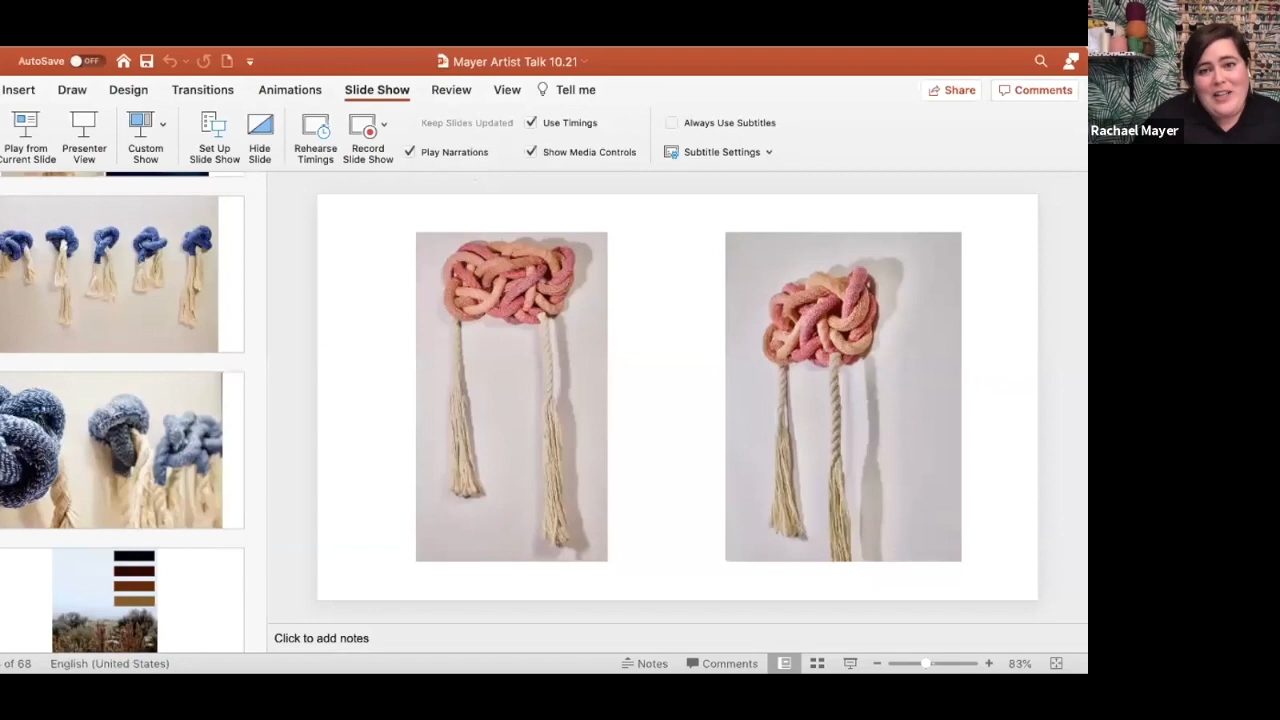 AutoSave OFF
Mayer Artist Talk 10.21
Insert Draw Design Transitions Animations Slide Show Review View Tell me
Share Comments
Play from
Current Slide
Presenter
View
Custom
Show
Set Up
Slide Show
Hide
Slide
Rehearse
Timings
Record
Slide Show
Keep Slides Updated
Play Narrations
Use Timings
Show Media Controls
Always Use Subtitles
Subtitle Settings
Rachael Mayer
Click to add notes
of 68 English (United States) Notes Comments 83%